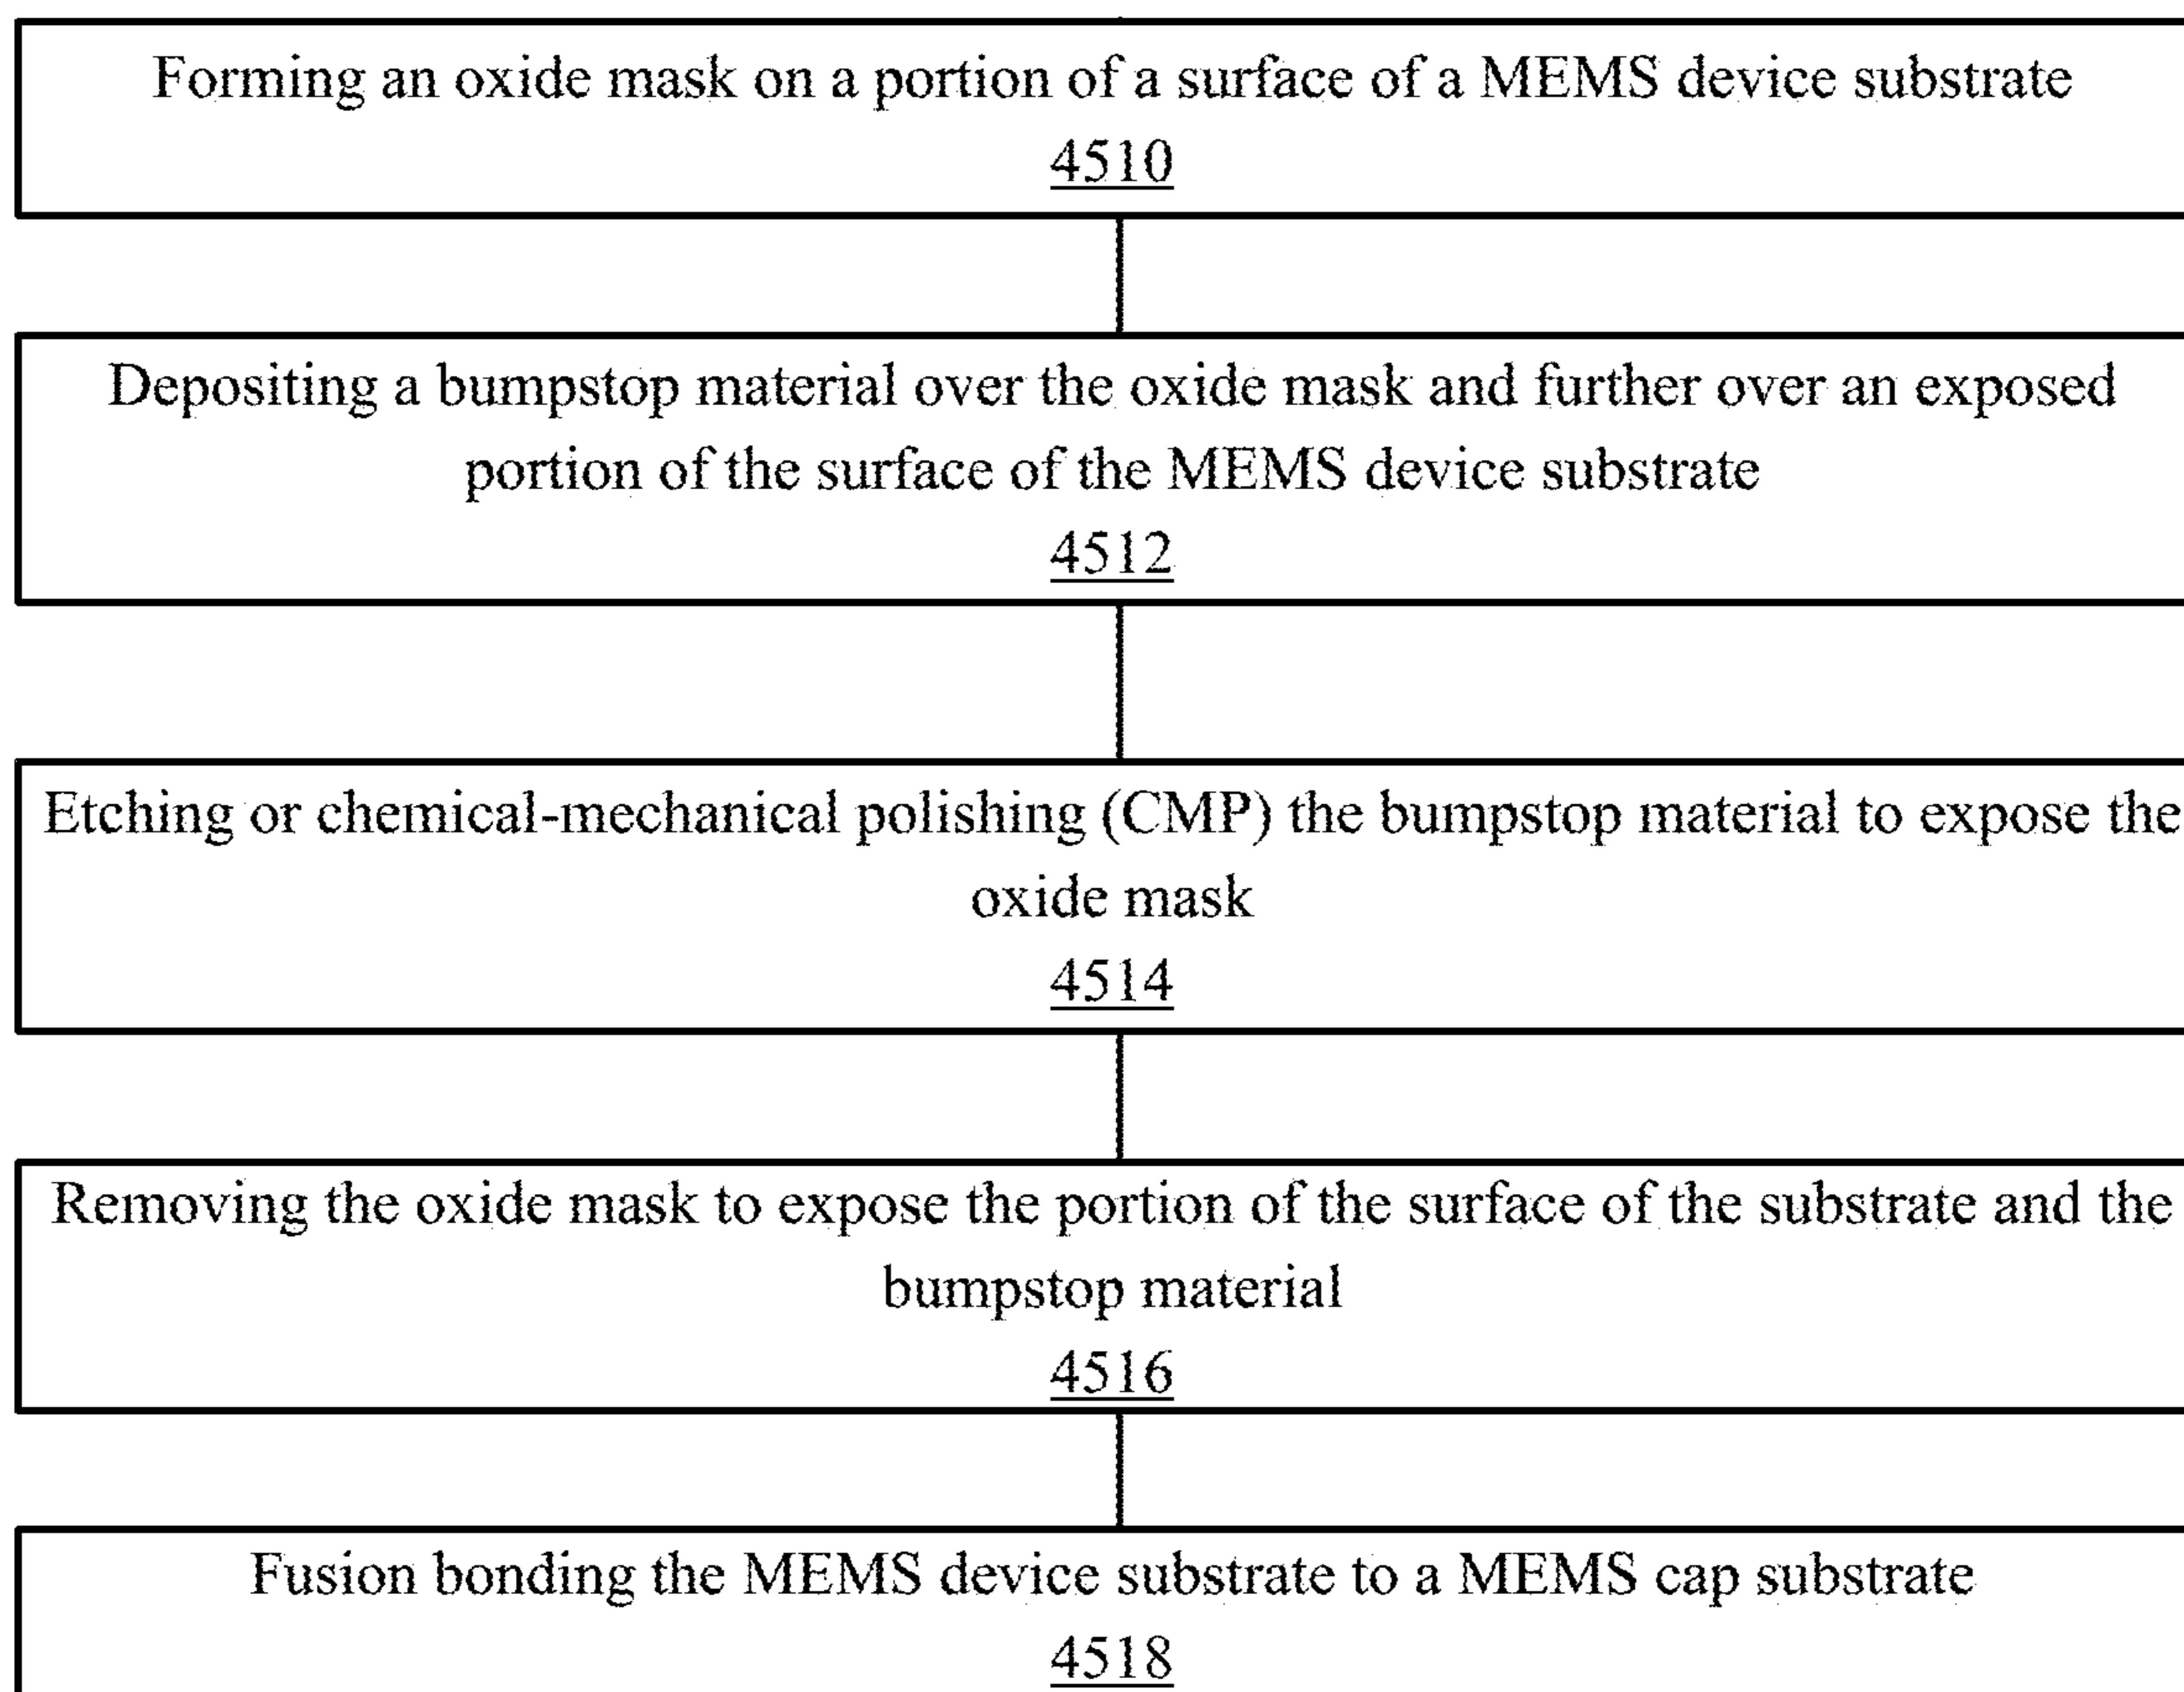 Forming an oxide mask on a portion of a surface of a MEMS device substrate
4510
Depositing a bumpstop material over the oxide mask and further over an exposed
portion of the surface of the MEMS device substrate
4512
Etching or chemical-mechanical polishing (CMP) the bumpstop material to expose the
oxide mask
4514
Removing the oxide mask to expose the portion of the surface of the substrate and the
bumpstop material
4516
Fusion bonding the MEMS device substrate to a MEMS cap substrate
4518